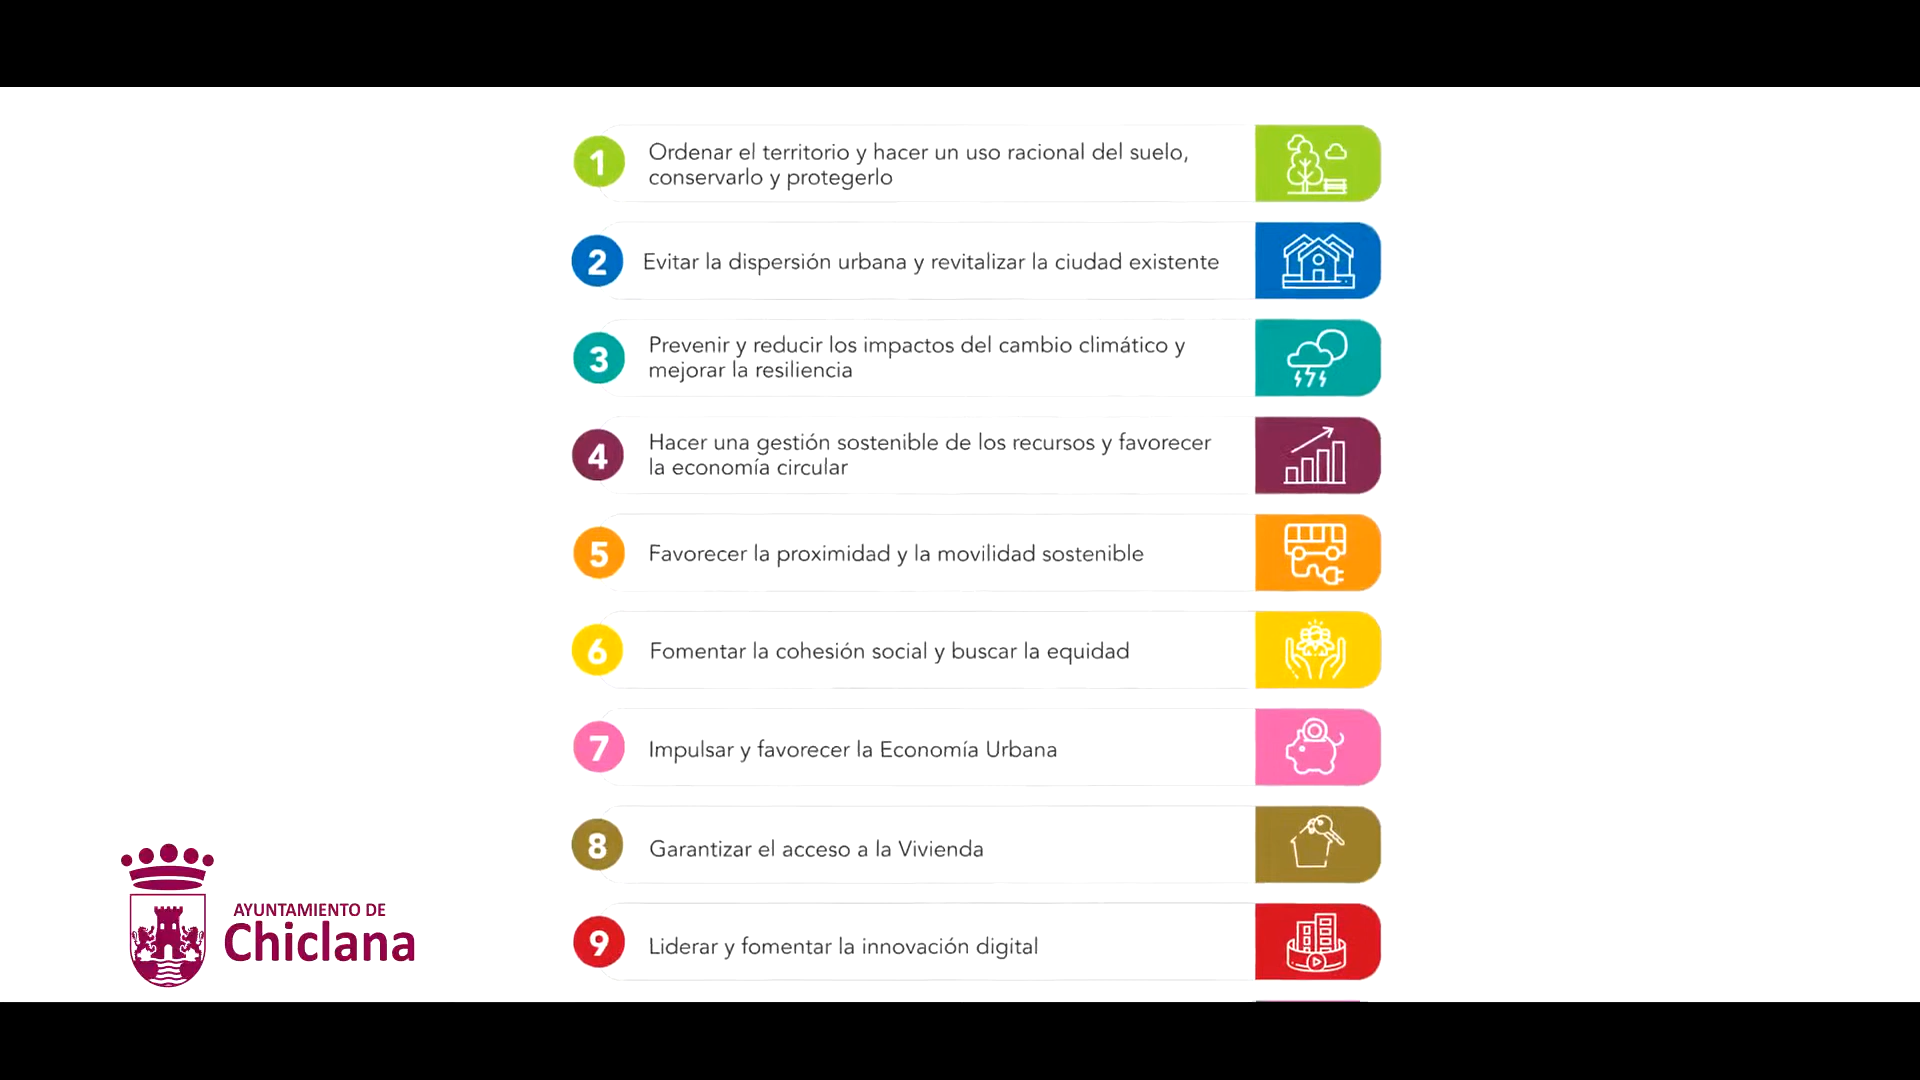 1
Ordenar el territorio y hacer un uso racional del suelo,
conservarlo y protegerlo
2
Evitar la dispersión urbana y revitalizar la ciudad existente
3
Prevenir y reducir los impactos del cambio climático y
mejorar la resiliencia
4
Hacer una gestión sostenible de los recursos y favorecer
la economía circular
5
Favorecer la proximidad y la movilidad sostenible
6
Fomentar la cohesión social y buscar la equidad
7
Impulsar y favorecer la Economía Urbana
8
Garantizar el acceso a la Vivienda
9
Liderar y fomentar la innovación digital
AYUNTAMIENTO DE
Chiclana